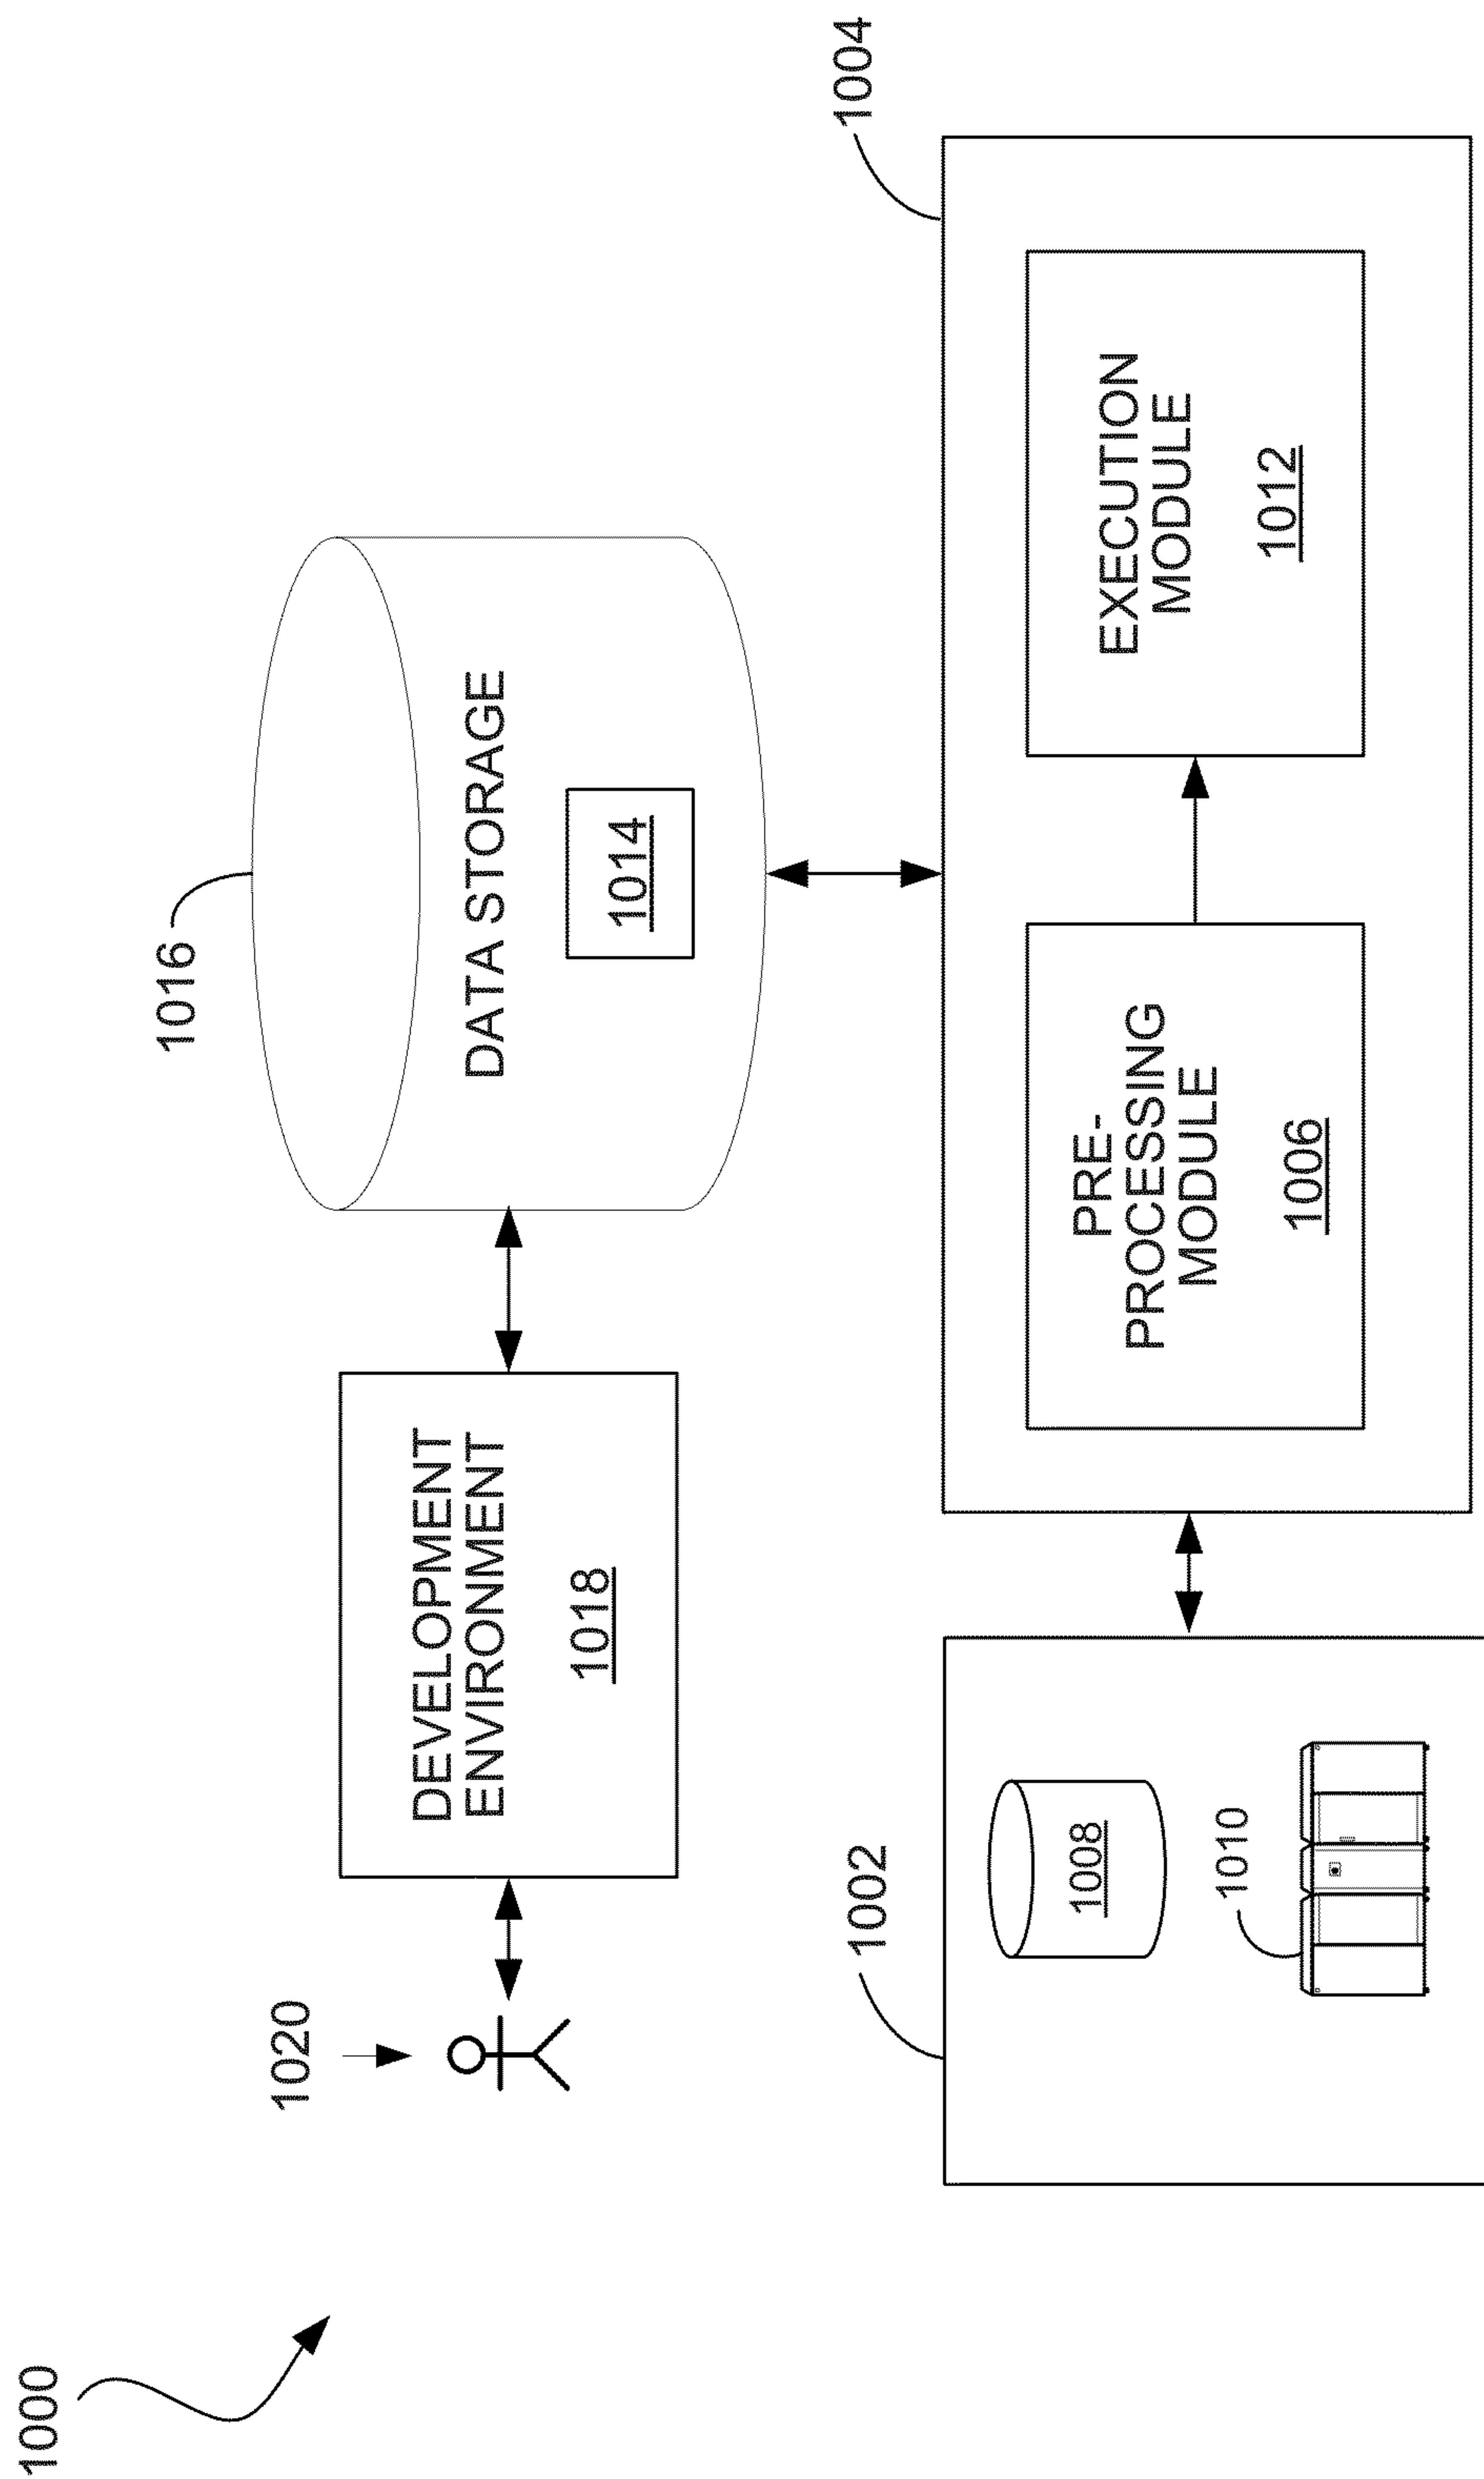 1000
1020
DEVELOPMENT
ENVIRONMENT
1018
1016
DATA STORAGE
1014
1002
1008
1010
1004
PRE-
PROCESSING
MODULE
1006
EXECUTION
MODULE
1012